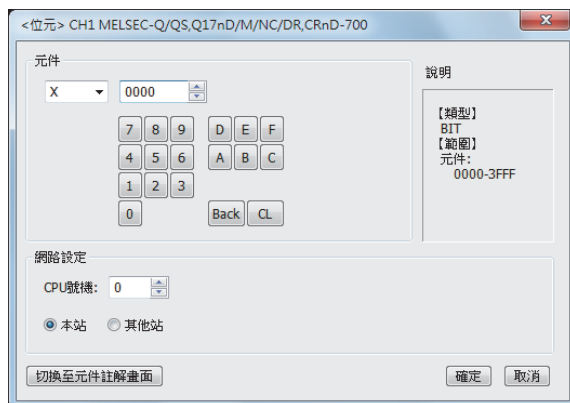 <位元> CH1 MELSEC-Q/QS,Q17nD/M/NC/DR,CRnD-700
元件
X 0000
7 8 9 D E F
4 5 6 A B C
1 2 3
0 Back CL
說明
【類型】
BIT
【範圍】
元件:
0000-3FFF
網路設定
CPU號機: 0
本站 其他站
切換至元件註解畫面 確定 取消